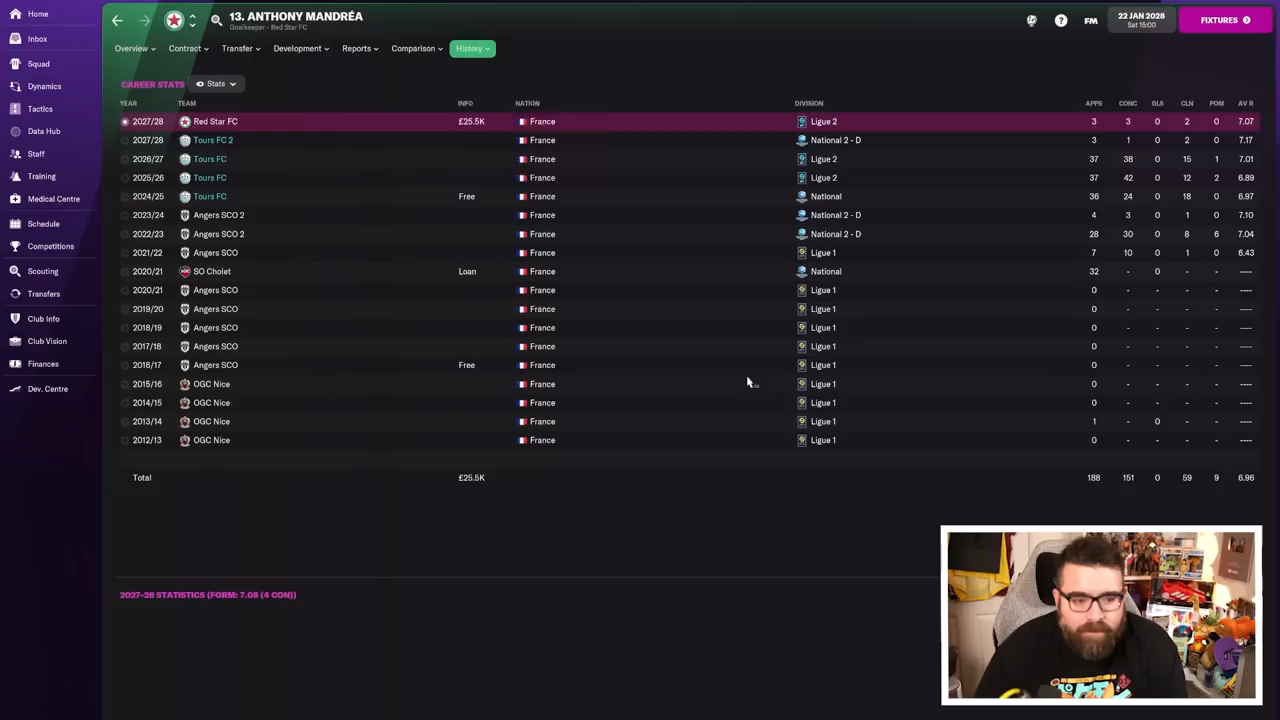 Home
13. ANTHONY MANDRÉA
Goalkeeper - Red Star FC
FM
22 JAN 2028
Sat 15:00
FIXTURES
Inbox
Squad
Dynamics
Tactics
Data Hub
Staff
Training
Medical Centre
Schedule
Competitions
Scouting
Transfers
Club Info
Club Vision
Finances
Dev. Centre
Overview Contract Transfer Development Reports Comparison History
CAREER STATS Stats
YEAR TEAM INFO NATION DIVISION APPS CONC GLS CLN POM AV R
2027/28 Red Star FC £25.5K France Ligue 2 3 3 0 2 0 7.07
2027/28 Tours FC 2 France National 2 - D 3 1 0 2 0 7.17
2026/27 Tours FC France Ligue 2 37 38 0 15 1 7.01
2025/26 Tours FC France Ligue 2 37 42 0 12 2 6.89
2024/25 Tours FC Free France National 36 24 0 18 0 6.97
2023/24 Angers SCO 2 France National 2 - D 4 3 0 1 0 7.10
2022/23 Angers SCO 2 France National 2 - D 28 30 0 8 6 7.04
2021/22 Angers SCO France Ligue 1 7 10 0 1 0 6.43
2020/21 SO Cholet Loan France National 32 - 0 - - ----
2020/21 Angers SCO France Ligue 1 0 - - - - ----
2019/20 Angers SCO France Ligue 1 0 - - - - ----
2018/19 Angers SCO France Ligue 1 0 - - - - ----
2017/18 Angers SCO France Ligue 1 0 - - - - ----
2016/17 Angers SCO Free France Ligue 1 0 - - - - ----
2015/16 OGC Nice France Ligue 1 0 - - - - ----
2014/15 OGC Nice France Ligue 1 0 - - - - ----
2013/14 OGC Nice France Ligue 1 1 - 0 - - ----
2012/13 OGC Nice France Ligue 1 0 - - - - ----
Total £25.5K 188 151 0 59 9 6.96
2027-28 STATISTICS (FORM: 7.08 (4 CON))